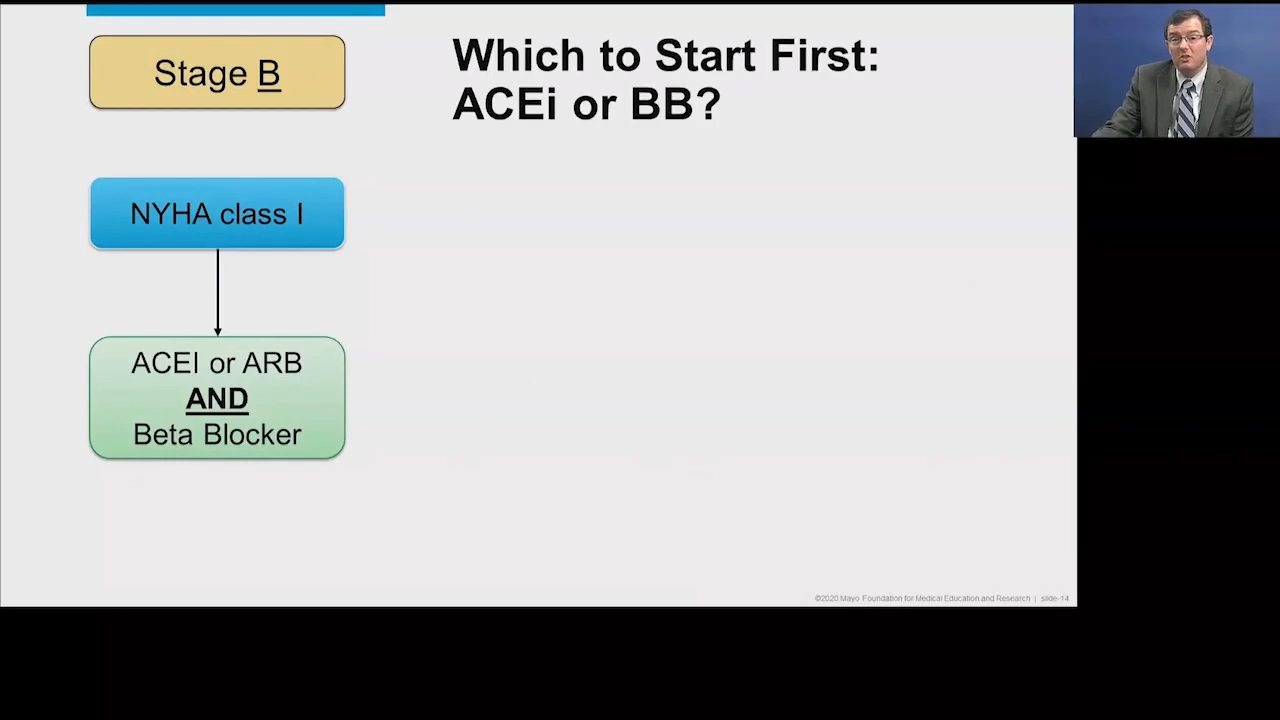 Stage B
Which to Start First:
ACEi or BB?
NYHA class I
ACEI or ARB
AND
Beta Blocker
©2020 Mayo Foundation for Medical Education and Research | slide-14